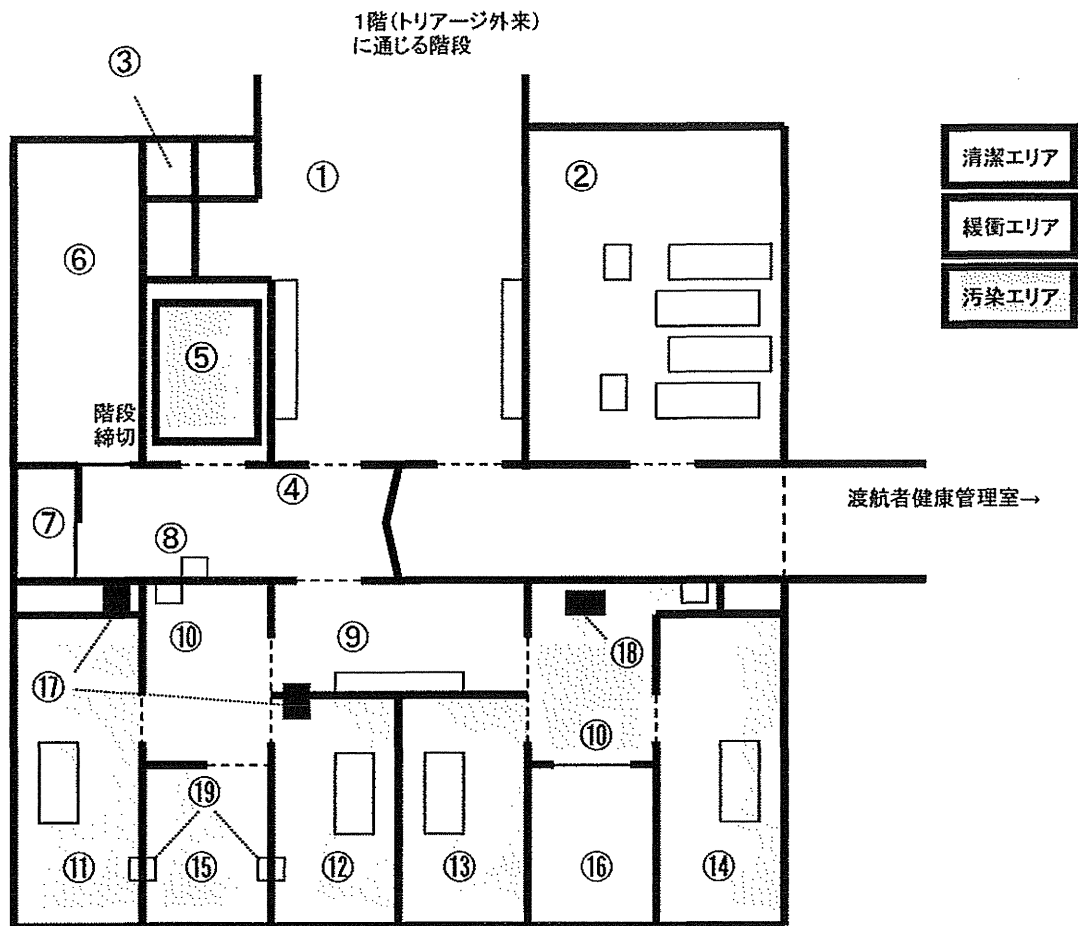 1階(トリアージ外来)
に通じる階段
③
①
②
清潔エリア
緩衝エリア
汚染エリア
⑥
⑤
階段
締切
④
渡航者健康管理室→
⑦
⑧
⑩
⑨
⑱
⑰
⑩
⑲
⑪
⑮
⑫
⑬
⑯
⑭